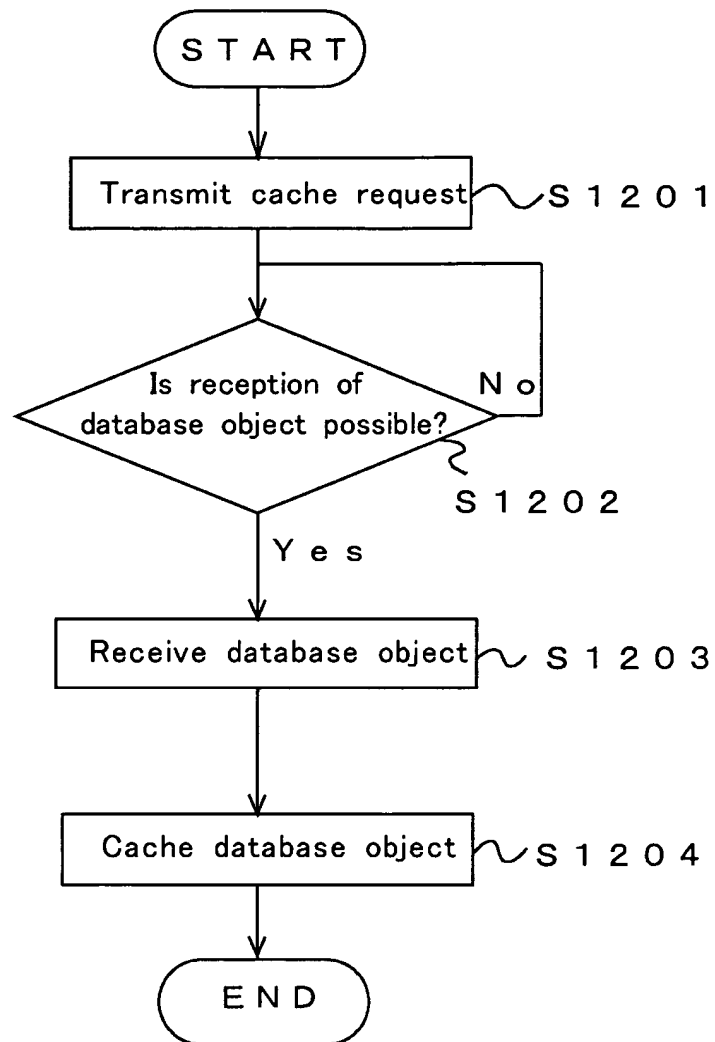 START
Transmit cache request
S1201
Is reception of
database object possible?
No
S1202
Yes
Receive database object
S1203
Cache database object
S1204
END